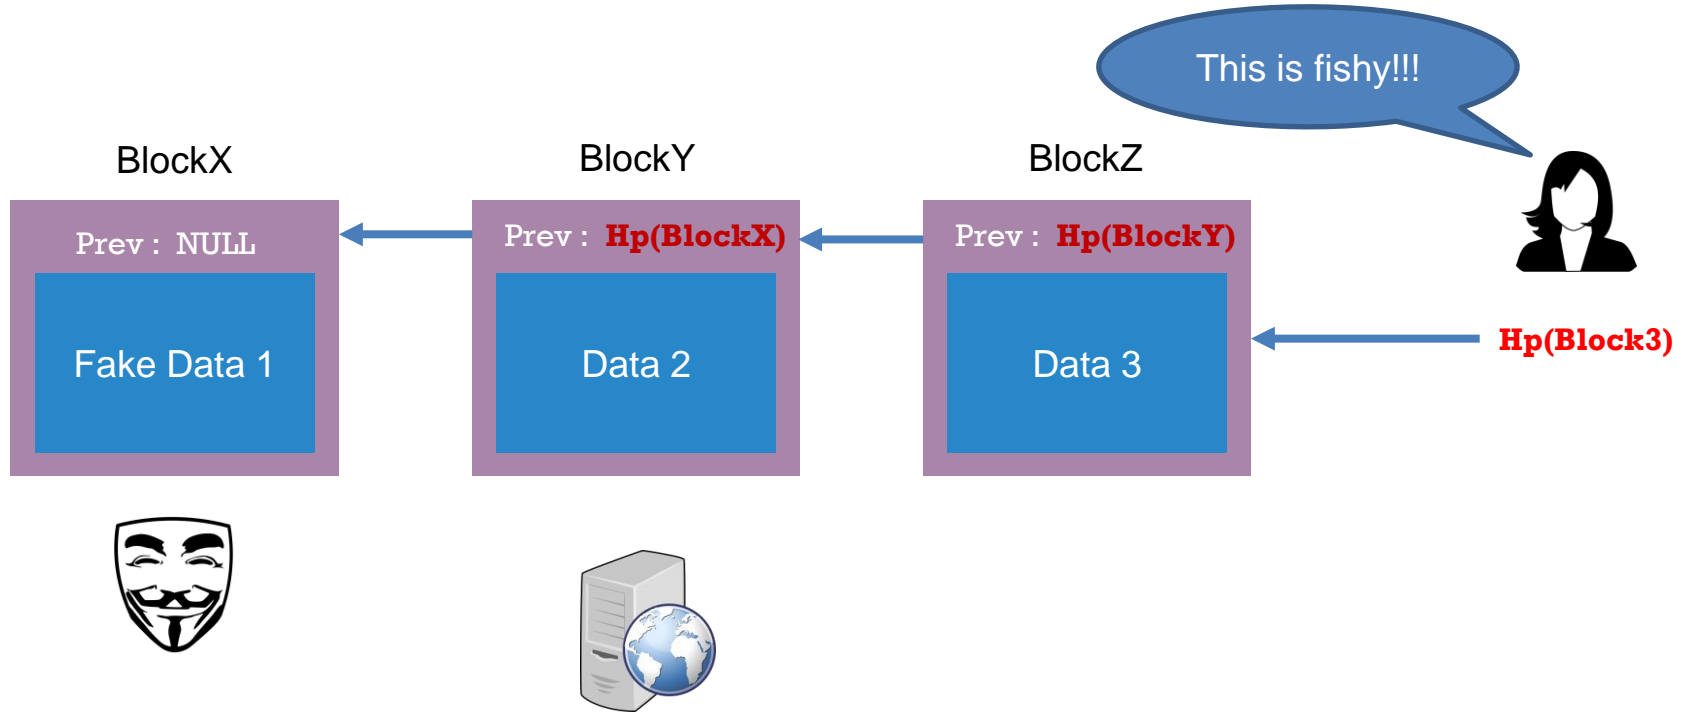 This is fishy!!!
BlockX
BlockY
BlockZ
Prev : NULL
Prev : Hp(BlockX)
Prev : Hp(BlockY)
Fake Data 1
Data 2
Data 3
Hp(Block3)